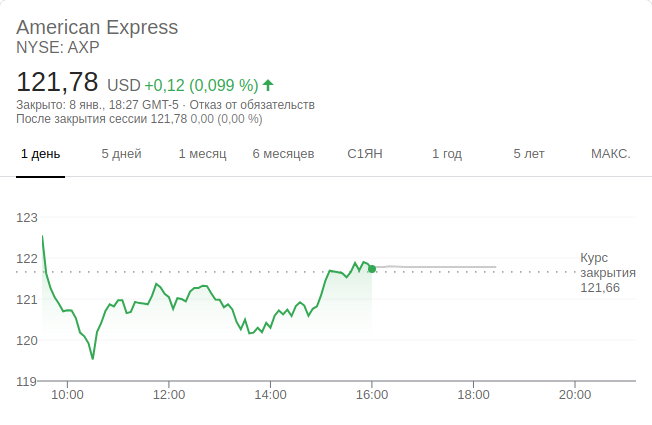 American Express
NYSE: AXP
121,78 USD +0,12 (0,099 %)
Закрыто: 8 янв., 18:27 GMT-5 · Отказ от обязательств
После закрытия сессии 121,78 0,00 (0,00 %)
1 день 5 дней 1 месяц 6 месяцев С1ЯН 1 год 5 лет МАКС.
123
122
121
120
119
Курс
закрытия
121,66
10:00 12:00 14:00 16:00 18:00 20:00